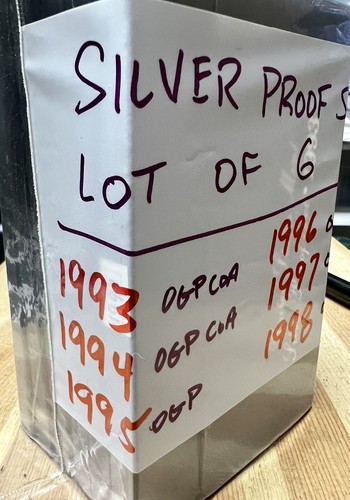 SILVER PROOF S
LOT OF 6
1993 OGP COA 1996
1994 OGP COA 1997
1995 OGP 1998